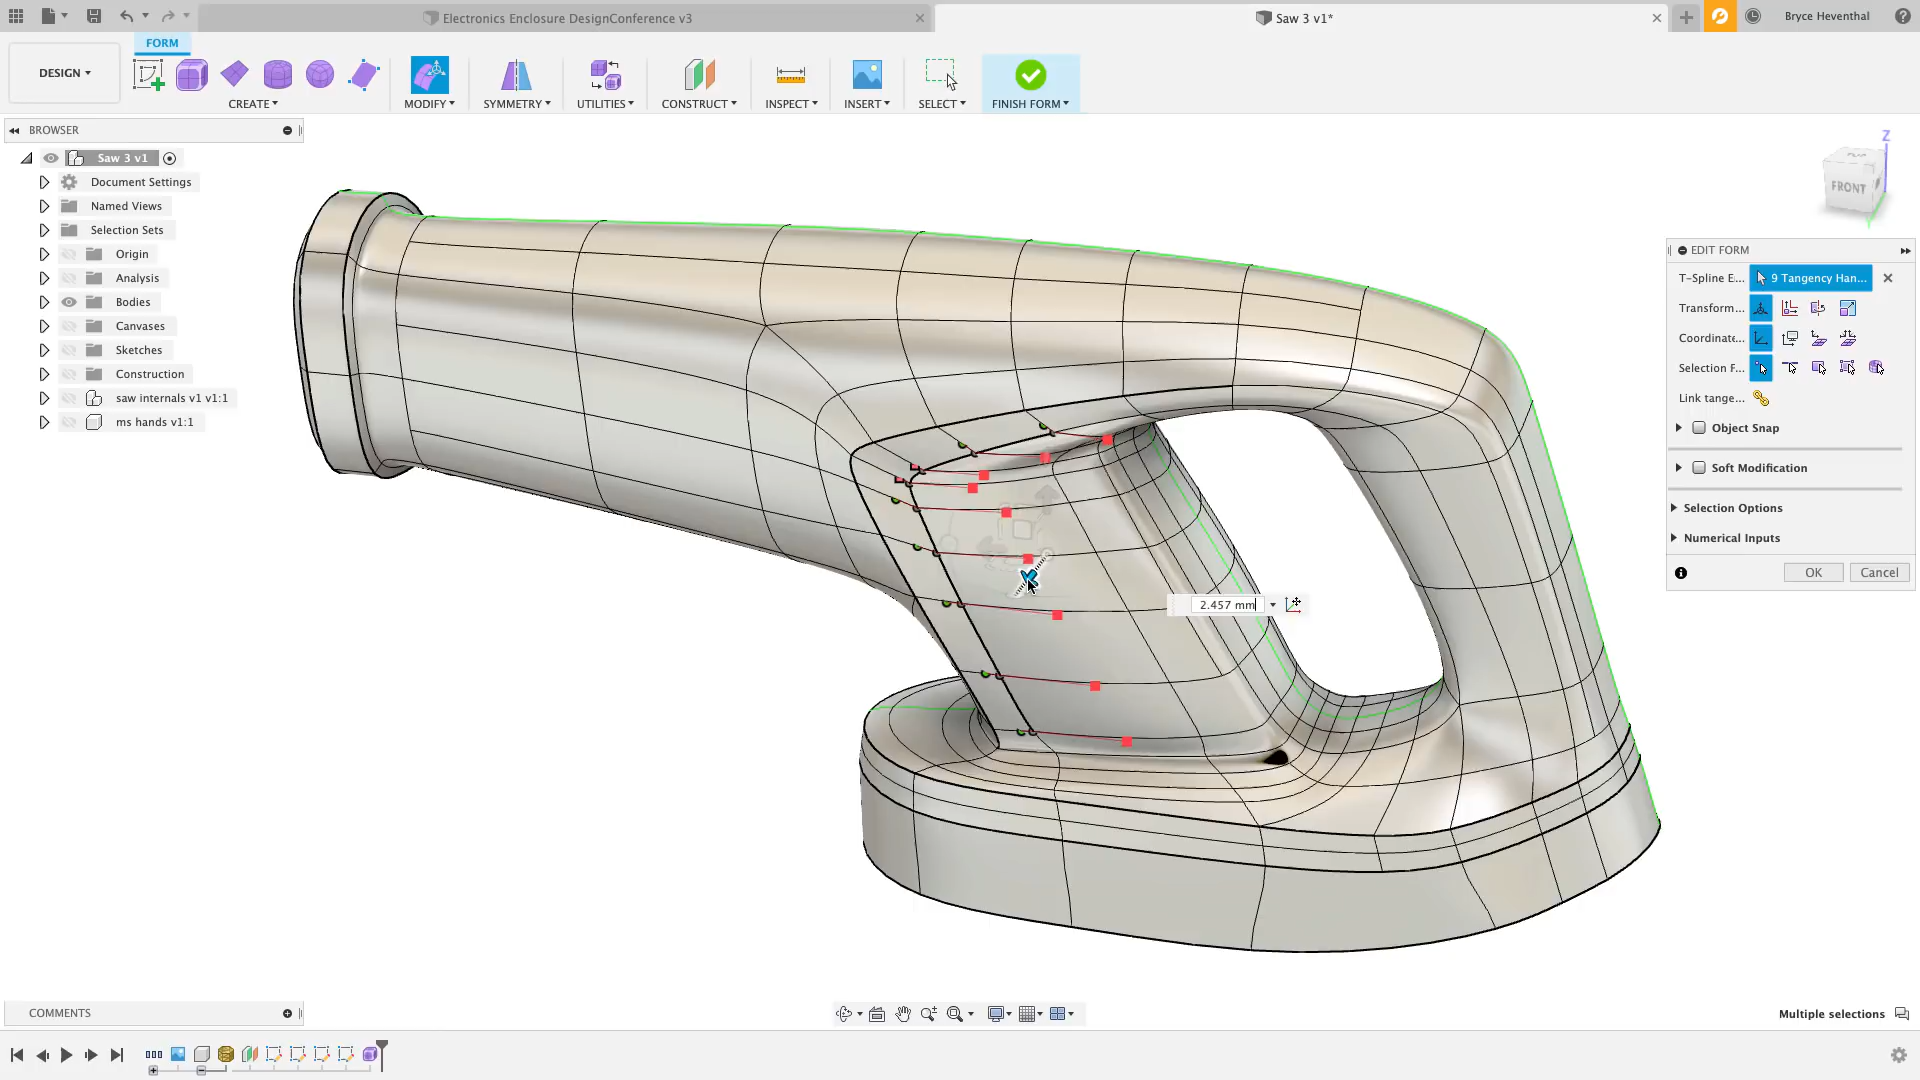 Electronics Enclosure DesignConference v3
Saw 3 v1*
Bryce Heventhal
FORM
DESIGN
CREATE
MODIFY
SYMMETRY
UTILITIES
CONSTRUCT
INSPECT
INSERT
SELECT
FINISH FORM
BROWSER
Saw 3 v1
Document Settings
Named Views
Selection Sets
Origin
Analysis
Bodies
Canvases
Sketches
Construction
saw internals v1 v1:1
ms hands v1:1
Z
TOP
FRONT
EDIT FORM
T-Spline E...
9 Tangency Han...
Transform...
Coordinate...
Selection F...
Link tange...
Object Snap
Soft Modification
Selection Options
Numerical Inputs
OK
Cancel
2.457 mm
COMMENTS
Multiple selections